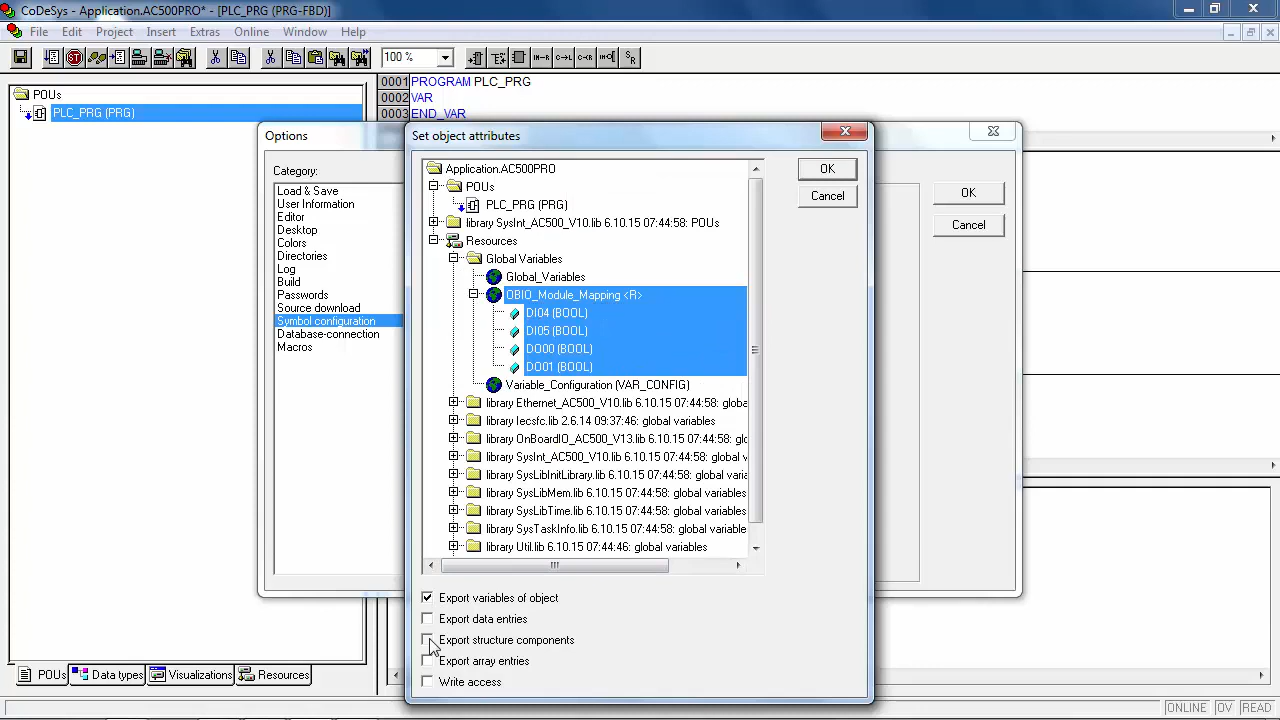 CoDeSys - Application.AC500PRO* - [PLC_PRG (PRG-FBD)]
File Edit Project Insert Extras Online Window Help
100 %
POUs
PLC_PRG (PRG)
0001 PROGRAM PLC_PRG
0002 VAR
0003 END_VAR
Options
Category:
Load & Save
User Information
Editor
Desktop
Colors
Directories
Log
Build
Passwords
Source download
Symbol configuration
Database-connection
Macros
OK
Cancel
Set object attributes
Application.AC500PRO
POUs
PLC_PRG (PRG)
library SysInt_AC500_V10.lib 6.10.15 07:44:58: POUs
Resources
Global Variables
Global_Variables
OBIO_Module_Mapping <R>
DI04 (BOOL)
DI05 (BOOL)
DO00 (BOOL)
DO01 (BOOL)
Variable_Configuration (VAR_CONFIG)
library Ethernet_AC500_V10.lib 6.10.15 07:44:58: globa
library Iecsfc.lib 2.6.14 09:37:46: global variables
library OnBoardIO_AC500_V13.lib 6.10.15 07:44:58: glo
library SysInt_AC500_V10.lib 6.10.15 07:44:58: global v
library SysLibInitLibrary.lib 6.10.15 07:44:58: global varia
library SysLibMem.lib 6.10.15 07:44:58: global variables
library SysLibTime.lib 6.10.15 07:44:58: global variables
library SysTaskInfo.lib 6.10.15 07:44:58: global variable
library Util.lib 6.10.15 07:44:46: global variables
OK
Cancel
Export variables of object
Export data entries
Export structure components
Export array entries
Write access
POUs Data types Visualizations Resources
ONLINE OV READ